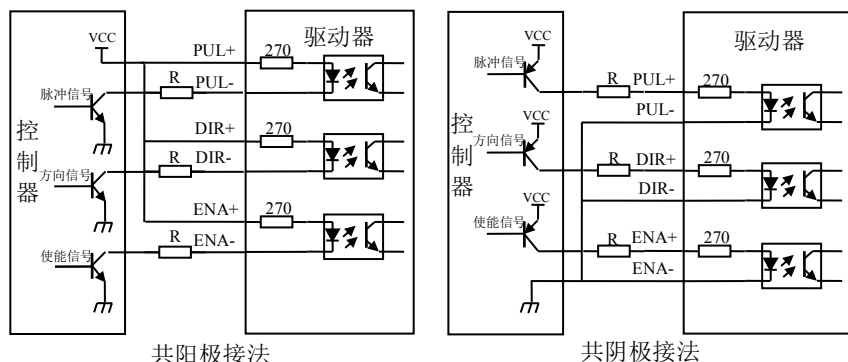 VCC
PUL+
270
驱动器
脉冲信号
R
PUL-
控制器
DIR+
270
方向信号
R
DIR-
ENA+
270
使能信号
R
ENA-
共阳极接法
VCC
驱动器
脉冲信号
R
PUL+
270
PUL-
VCC
控制器
方向信号
R
DIR+
270
DIR-
VCC
使能信号
R
ENA+
270
ENA-
共阴极接法